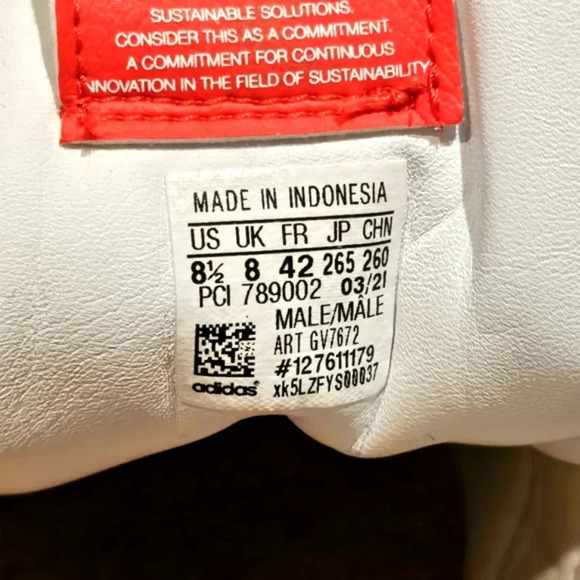 SUSTAINABLE SOLUTIONS.
CONSIDER THIS AS A COMMITMENT.
A COMMITMENT FOR CONTINUOUS
INNOVATION IN THE FIELD OF SUSTAINABILITY
MADE IN INDONESIA
US UK FR JP CHN
8½ 8 42 265 260
PCI 789002 03/21
MALE/MÂLE
ART GV7672
#127611179
adidas xk5LZFYS00037